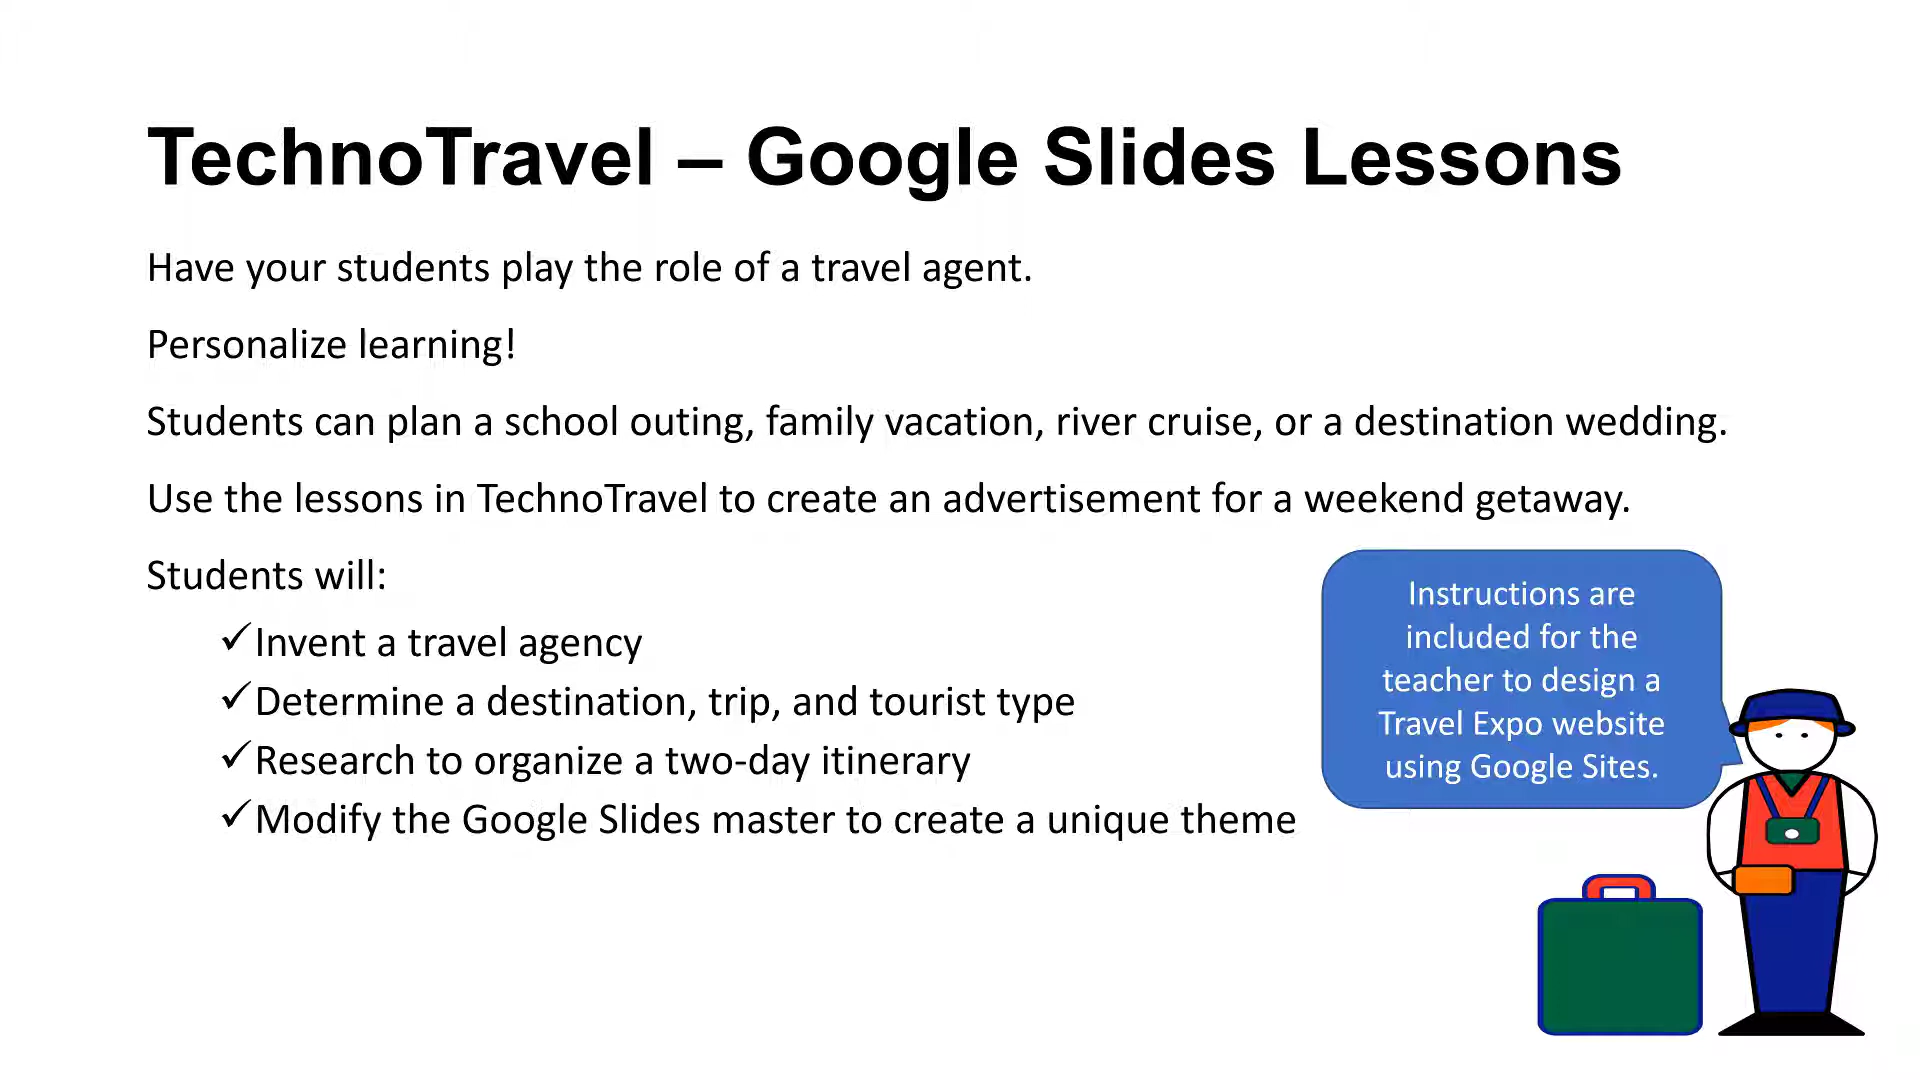 TechnoTravel – Google Slides Lessons
Have your students play the role of a travel agent.
Personalize learning!
Students can plan a school outing, family vacation, river cruise, or a destination wedding.
Use the lessons in TechnoTravel to create an advertisement for a weekend getaway.
Students will:
✓Invent a travel agency
✓Determine a destination, trip, and tourist type
✓Research to organize a two-day itinerary
✓Modify the Google Slides master to create a unique theme
Instructions are
included for the
teacher to design a
Travel Expo website
using Google Sites.